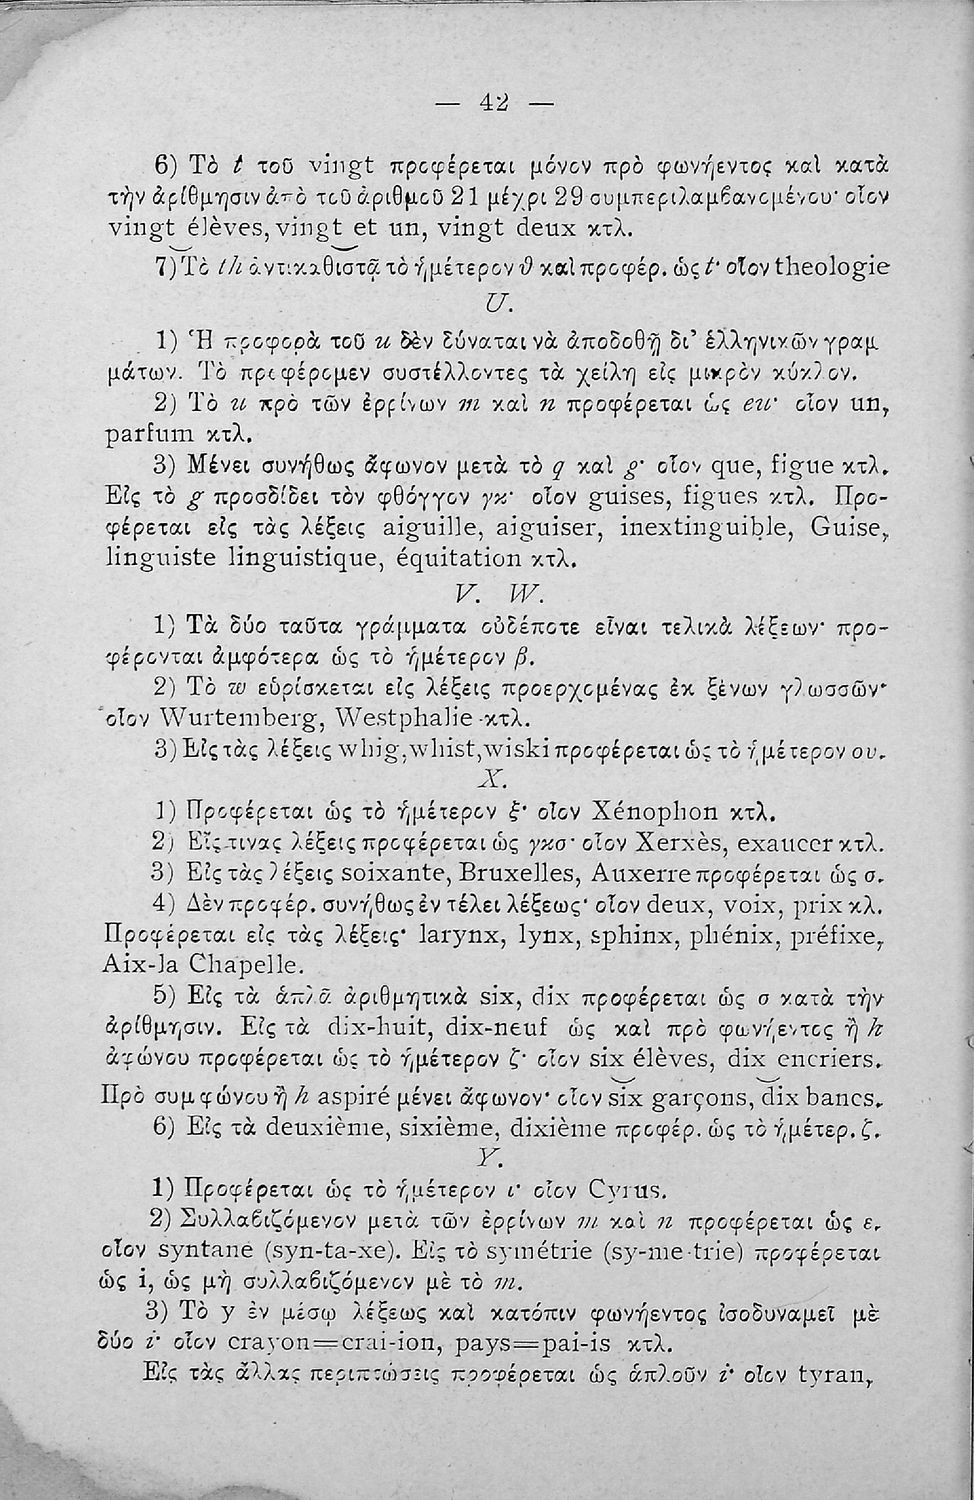 — 42 —
6) Τὸ t τοῦ vingt προφέρεται μόνον πρὸ φωνήεντος καὶ κατὰ
τὴν ἀρίθμησιν ἀπὸ τοῦ ἀριθμοῦ 21 μέχρι 29 συμπεριλαμβανομένου· οἷον
vingt élèves, vingt et un, vingt deux κτλ.
7) Τὸ th ἀντικαθιστᾷ τὸ ἡμέτερον ϑ καὶ προφέρ. ὡς t· οἷον theologie
U.
1) Ἡ προφορὰ τοῦ u δὲν δύναται νὰ ἀποδοθῇ δι’ ἑλληνικῶν γραμ
μάτων. Τὸ προφέρομεν συστέλλοντες τὰ χείλη εἰς μικρὸν κύκλον.
2) Τὸ u πρὸ τῶν ἐρρίνων m καὶ n προφέρεται ὡς eu· οἷον un,
parfum κτλ.
3) Μένει συνήθως ἄφωνον μετὰ τὸ q καὶ g· οἷον que, figue κτλ.
Εἰς τὸ g προσδίδει τὸν φθόγγον γκ· οἷον guises, figues κτλ. Προ-
φέρεται εἰς τὰς λέξεις aiguille, aiguiser, inextinguible, Guise,
linguiste linguistique, équitation κτλ.
V. W.
1) Τὰ δύο ταῦτα γράμματα οὐδέποτε εἶναι τελικὰ λέξεων· προ-
φέρονται ἀμφότερα ὡς τὸ ἡμέτερον β.
2) Τὸ w εὑρίσκεται εἰς λέξεις προερχομένας ἐκ ξένων γλωσσῶν·
οἷον Wurtemberg, Westphalie κτλ.
3) Εἰς τὰς λέξεις whig, whist, wiski προφέρεται ὡς τὸ ἡμέτερον ου.
X.
1) Προφέρεται ὡς τὸ ἡμέτερον ξ· οἷον Xénophon κτλ.
2) Εἴς τινας λέξεις προφέρεται ὡς γκσ· οἷον Xerxès, exaucer κτλ.
3) Εἰς τὰς λέξεις soixante, Bruxelles, Auxerre προφέρεται ὡς σ.
4) Δὲν προφέρ. συνήθως ἐν τέλει λέξεως· οἷον deux, voix, prix κλ.
Προφέρεται εἰς τὰς λέξεις· larynx, lynx, sphinx, phénix, préfixe,
Aix-la Chapelle.
5) Εἰς τὰ ἁπλᾶ ἀριθμητικὰ six, dix προφέρεται ὡς σ κατὰ τὴν
ἀρίθμησιν. Εἰς τὰ dix-huit, dix-neuf ὡς καὶ πρὸ φωνήεντος ἢ h
ἀφώνου προφέρεται ὡς τὸ ἡμέτερον ζ· οἷον six élèves, dix encriers.
Πρὸ συμφώνου ἢ h aspiré μένει ἄφωνον· οἷον six garçons, dix bancs.
6) Εἰς τὰ deuxième, sixième, dixième προφέρ. ὡς τὸ ἡμέτερ. ζ.
Y.
1) Προφέρεται ὡς τὸ ἡμέτερον ι· οἷον Cyrus.
2) Συλλαβιζόμενον μετὰ τῶν ἐρρίνων m καὶ n προφέρεται ὡς ε,
οἷον syntane (syn-ta-xe). Εἰς τὸ symétrie (sy-me-trie) προφέρεται
ὡς i, ὡς μὴ συλλαβιζόμενον μὲ τὸ m.
3) Τὸ y ἐν μέσῳ λέξεως καὶ κατόπιν φωνήεντος ἰσοδυναμεῖ μὲ
δύο i· οἷον crayon=crai-ion, pays=pai-is κτλ.
Εἰς τὰς ἄλλας περιπτώσεις προφέρεται ὡς ἁπλοῦν i· οἷον tyran,